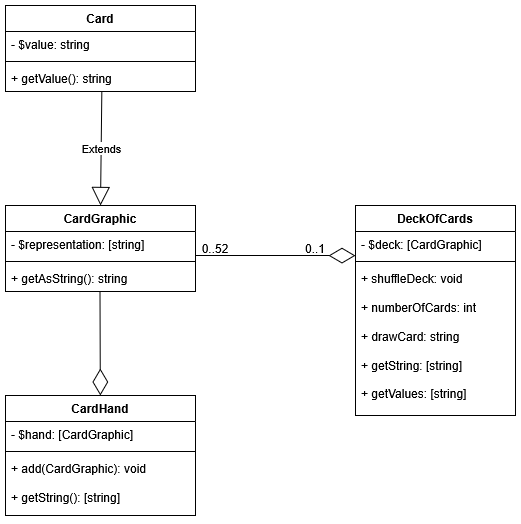 Card
- $value: string
+ getValue(): string
Extends
CardGraphic
- $representation: [string]
+ getAsString(): string
0..52
0..1
DeckOfCards
- $deck: [CardGraphic]
+ shuffleDeck: void
+ numberOfCards: int
+ drawCard: string
+ getString: [string]
+ getValues: [string]
CardHand
- $hand: [CardGraphic]
+ add(CardGraphic): void
+ getString(): [string]